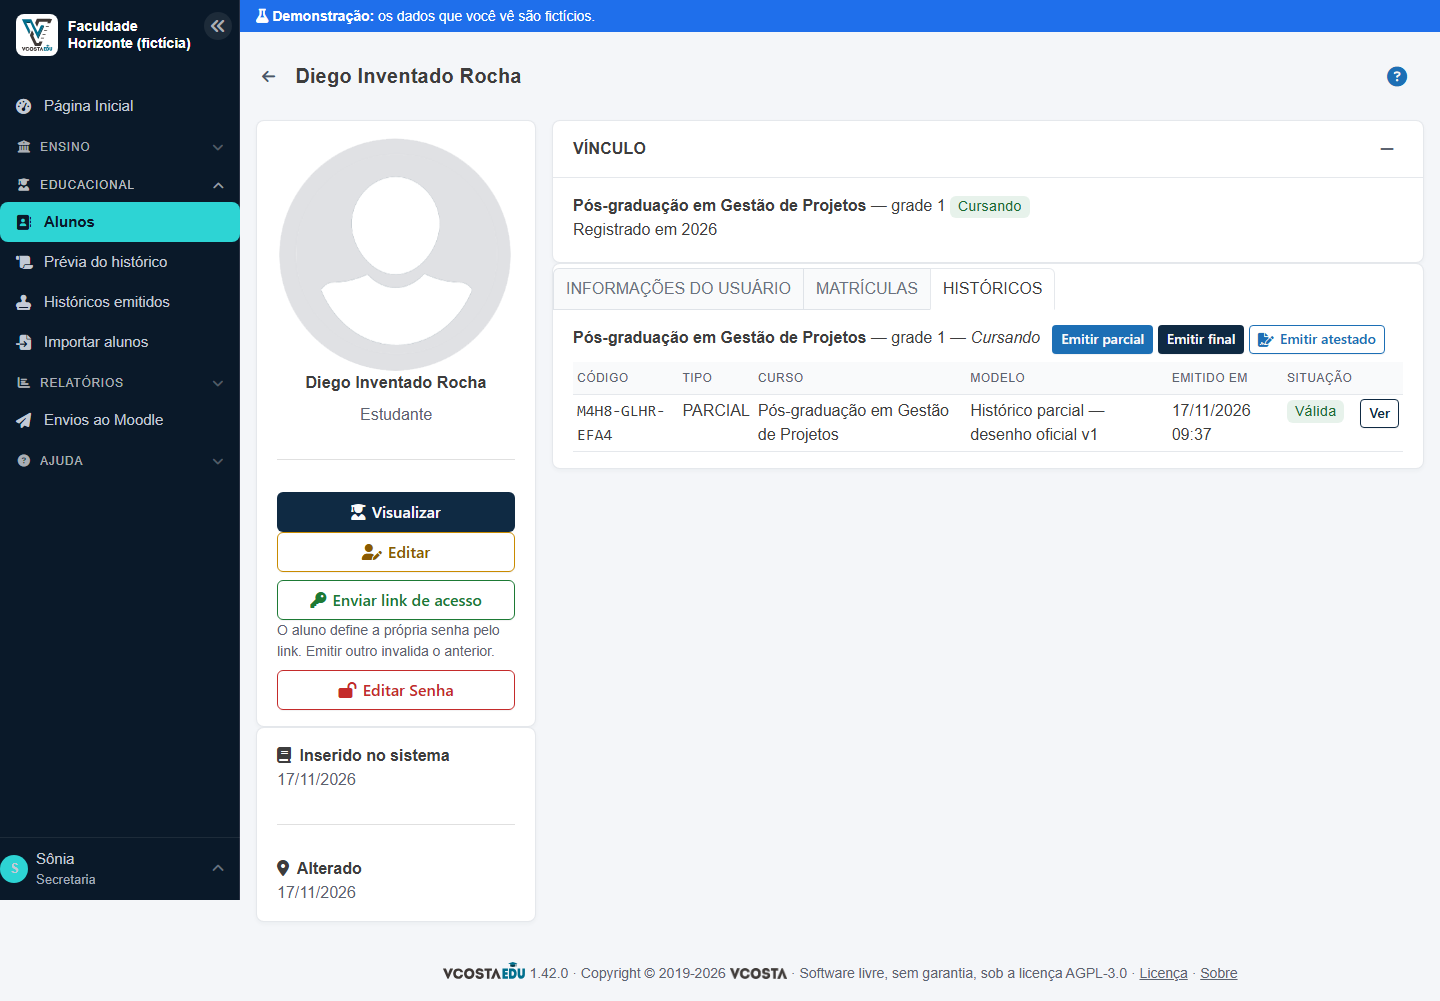 Demonstração: os dados que você vê são fictícios.
VCOSTAEDU
Faculdade
Horizonte (fictícia)
Página Inicial
ENSINO
EDUCACIONAL
Alunos
Prévia do histórico
Históricos emitidos
Importar alunos
RELATÓRIOS
Envios ao Moodle
AJUDA
S
Sônia
Secretaria
Diego Inventado Rocha
?
Diego Inventado Rocha
Estudante
Visualizar
Editar
Enviar link de acesso
O aluno define a própria senha pelo
link. Emitir outro invalida o anterior.
Editar Senha
Inserido no sistema
17/11/2026
Alterado
17/11/2026
VÍNCULO
Pós-graduação em Gestão de Projetos — grade 1 Cursando
Registrado em 2026
INFORMAÇÕES DO USUÁRIO MATRÍCULAS HISTÓRICOS
Pós-graduação em Gestão de Projetos — grade 1 — Cursando Emitir parcial Emitir final Emitir atestado
CÓDIGO TIPO CURSO MODELO EMITIDO EM SITUAÇÃO
M4H8-GLHR- PARCIAL Pós-graduação em Gestão Histórico parcial — 17/11/2026 Válida Ver
EFA4 de Projetos desenho oficial v1 09:37
VCOSTAEDU 1.42.0 · Copyright © 2019-2026 VCOSTA · Software livre, sem garantia, sob a licença AGPL-3.0 · Licença · Sobre